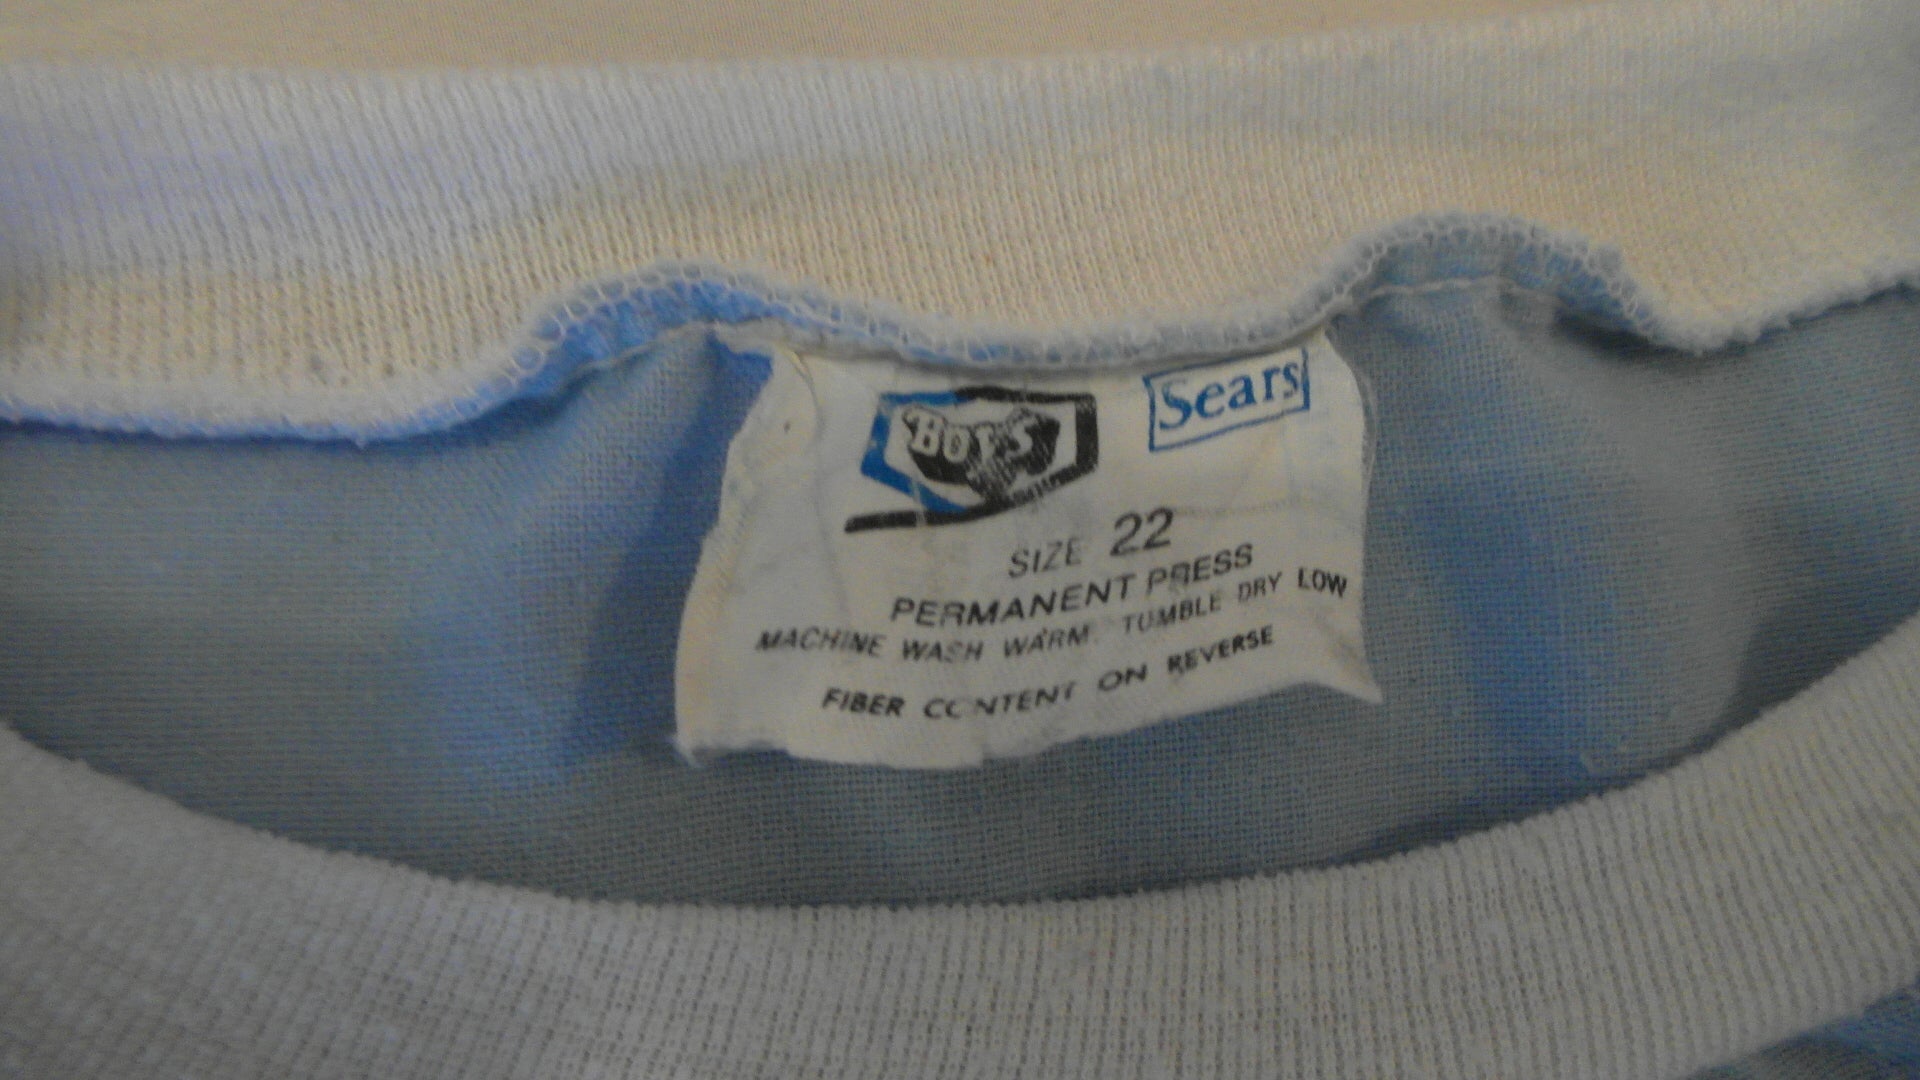 BOYS
Sears
SIZE 22
PERMANENT PRESS
MACHINE WASH WARM. TUMBLE DRY LOW
FIBER CONTENT ON REVERSE